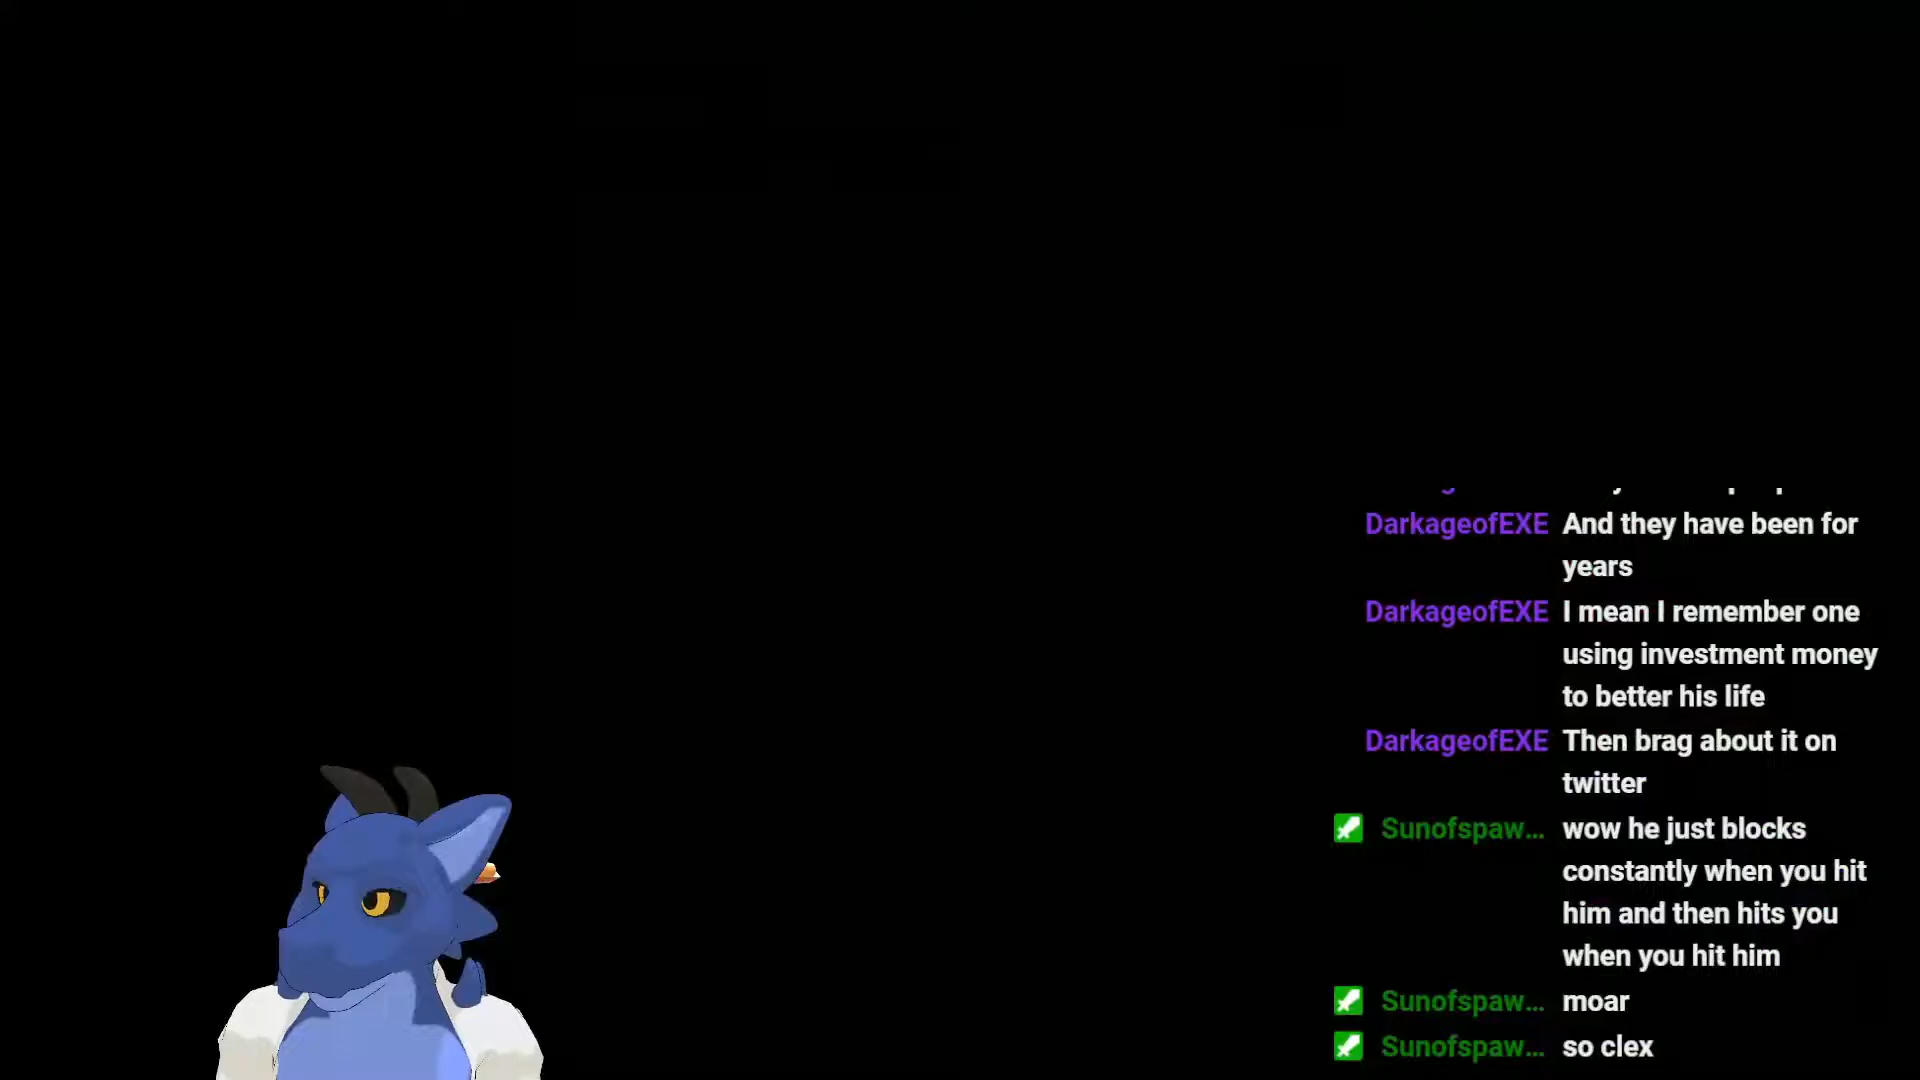 DarkageofEXE And they have been for
years
DarkageofEXE I mean I remember one
using investment money
to better his life
DarkageofEXE Then brag about it on
twitter
Sunofspaw... wow he just blocks
constantly when you hit
him and then hits you
when you hit him
Sunofspaw... moar
Sunofspaw... so clex